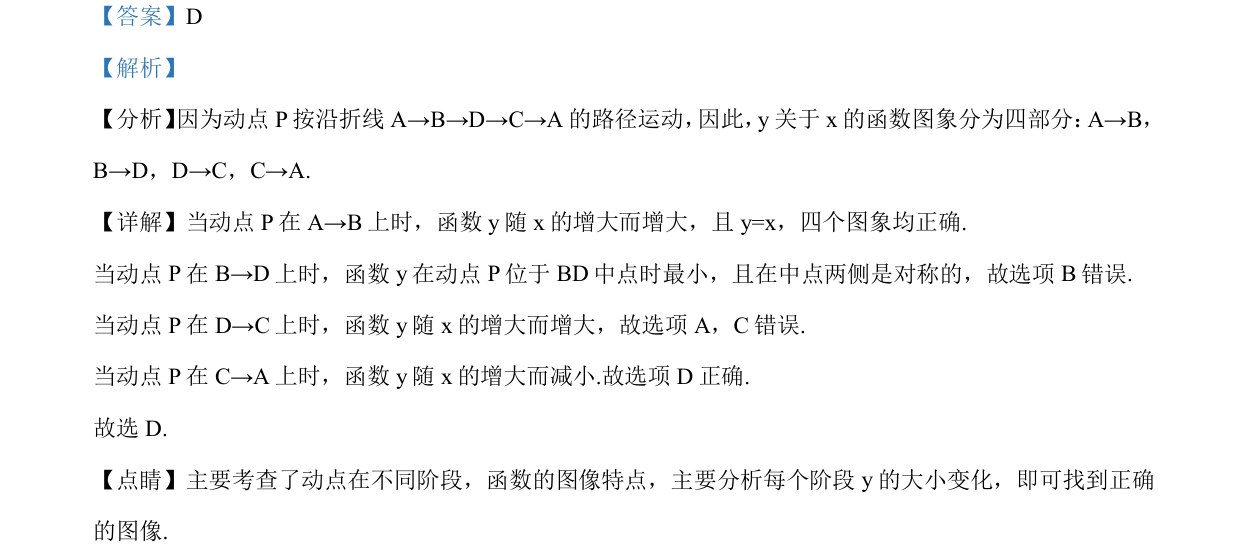 【答案】D
【解析】
【分析】因为动点 P 按沿折线 A→B→D→C→A 的路径运动，因此，y 关于 x 的函数图象分为四部分：A→B，
B→D，D→C，C→A.
【详解】当动点 P 在 A→B 上时，函数 y 随 x 的增大而增大，且 y=x，四个图象均正确.
当动点 P 在 B→D 上时，函数 y 在动点 P 位于 BD 中点时最小，且在中点两侧是对称的，故选项 B 错误.
当动点 P 在 D→C 上时，函数 y 随 x 的增大而增大，故选项 A，C 错误.
当动点 P 在 C→A 上时，函数 y 随 x 的增大而减小.故选项 D 正确.
故选 D.
【点睛】主要考查了动点在不同阶段，函数的图像特点，主要分析每个阶段 y 的大小变化，即可找到正确
的图像.